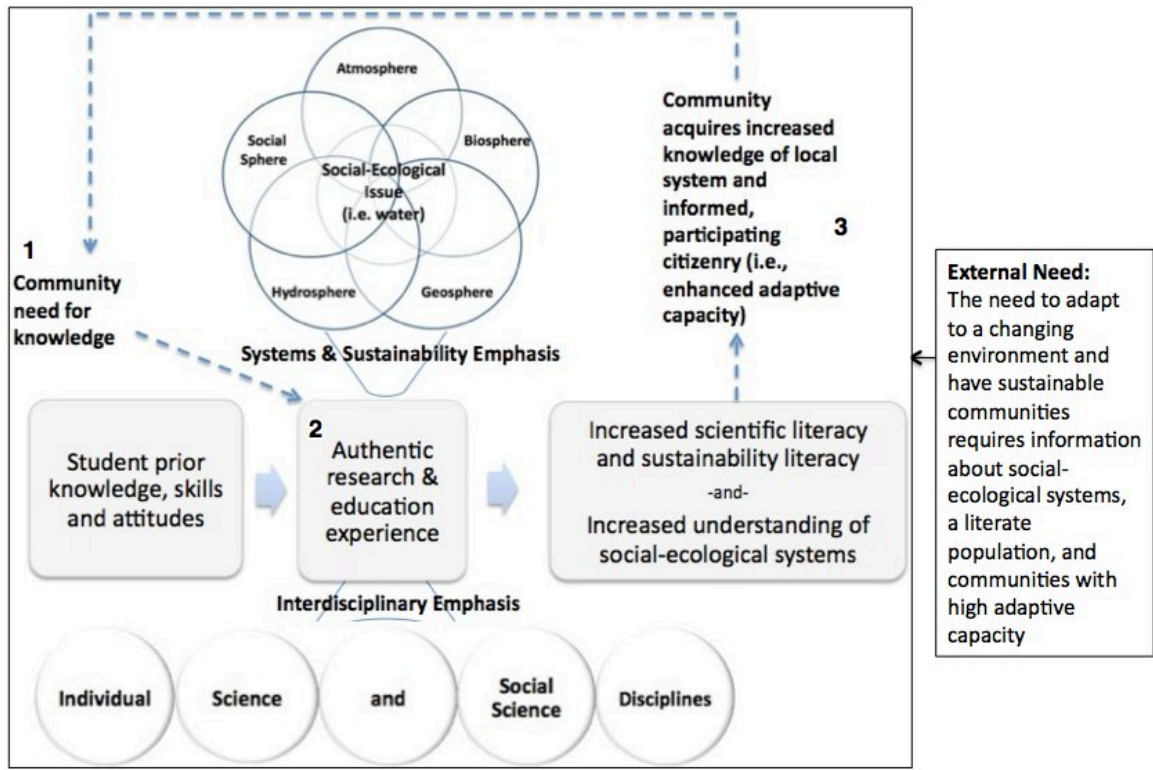 Atmosphere
Social
Sphere
Biosphere
Social-Ecological
Issue
(i.e. water)
Hydrosphere
Geosphere
Systems & Sustainability Emphasis
1
Community
need for
knowledge
Community
acquires increased
knowledge of local
system and
informed,
participating
citizenry (i.e.,
enhanced adaptive
capacity)
3
External Need:
The need to adapt
to a changing
environment and
have sustainable
communities
requires information
about social-
ecological systems,
a literate
population, and
communities with
high adaptive
capacity
Student prior
knowledge, skills
and attitudes
2
Authentic
research &
education
experience
Increased scientific literacy
and sustainability literacy
-and-
Increased understanding of
social-ecological systems
Interdisciplinary Emphasis
Individual
Science
and
Social
Science
Disciplines